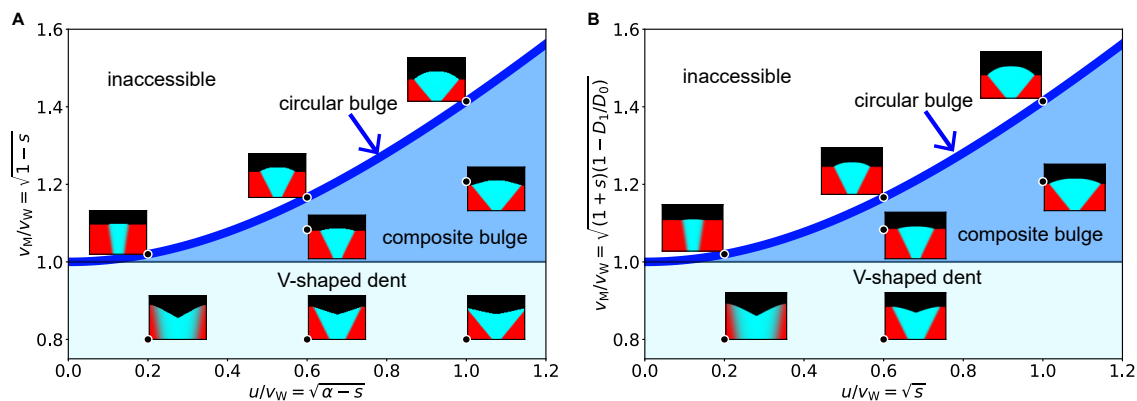 A
1.6
1.4
1.2
1.0
0.8
v_M/v_W = √(1 − s)
inaccessible
circular bulge
composite bulge
V-shaped dent
0.0 0.2 0.4 0.6 0.8 1.0 1.2
u/v_W = √(α − s)
B
1.6
1.4
1.2
1.0
0.8
v_M/v_W = √((1 + s)(1 − D_1/D_0))
inaccessible
circular bulge
composite bulge
V-shaped dent
0.0 0.2 0.4 0.6 0.8 1.0 1.2
u/v_W = √s